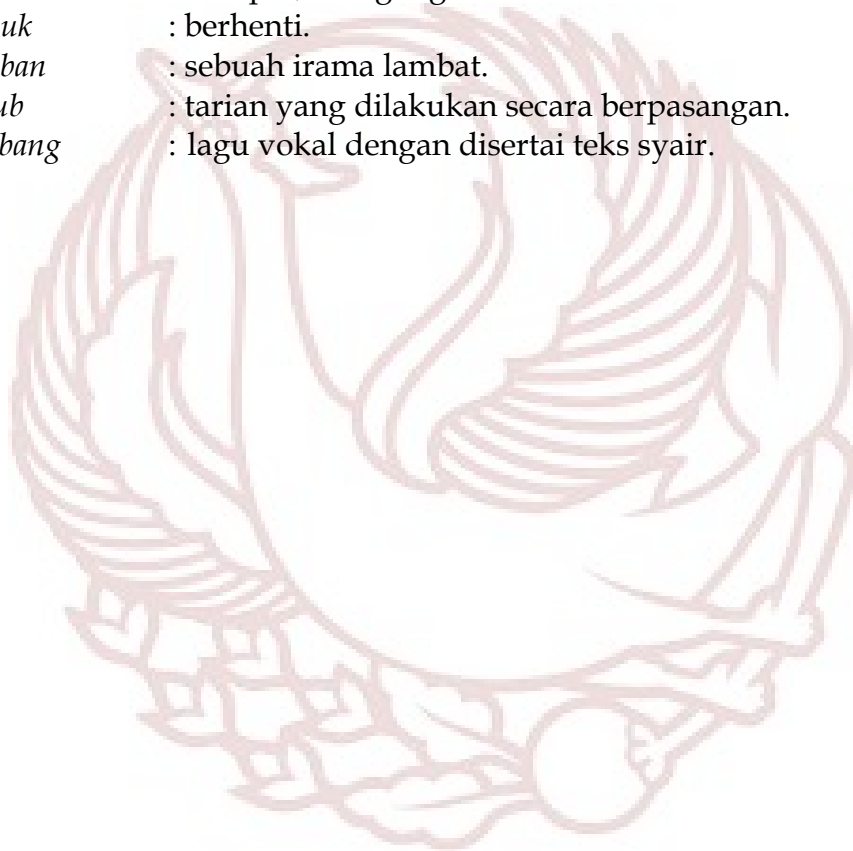 uk : berhenti.
ban : sebuah irama lambat.
ub : tarian yang dilakukan secara berpasangan.
bang : lagu vokal dengan disertai teks syair.